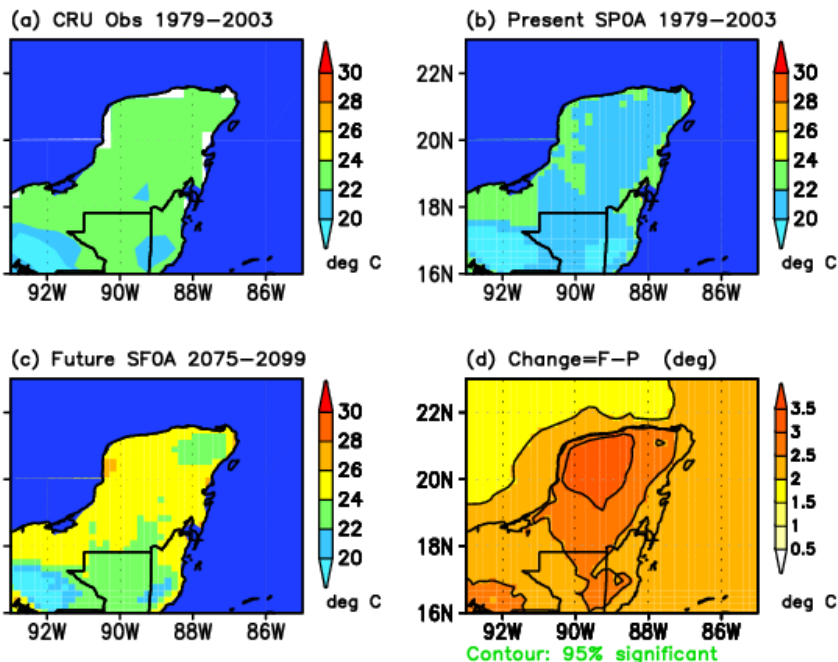 (a) CRU Obs 1979−2003
30
28
26
24
22
20
deg C
92W 90W 88W 86W
(b) Present SP0A 1979−2003
22N
20N
18N
16N
30
28
26
24
22
20
deg C
92W 90W 88W 86W
(c) Future SF0A 2075−2099
30
28
26
24
22
20
deg C
92W 90W 88W 86W
(d) Change=F−P (deg)
22N
20N
18N
16N
3.5
3
2.5
2
1.5
1
0.5
deg C
92W 90W 88W 86W
Contour: 95% significant